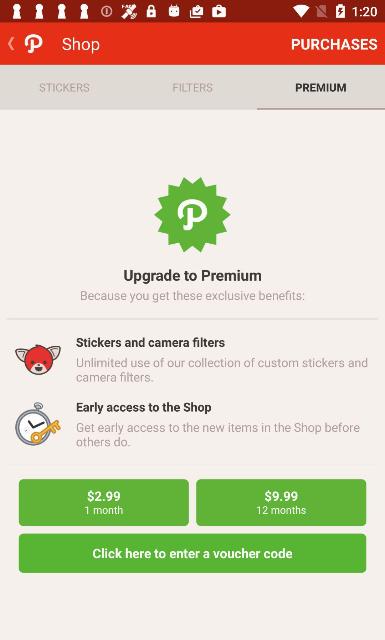 1:20
Shop
PURCHASES
STICKERS
FILTERS
PREMIUM
Upgrade to Premium
Because you get these exclusive benefits:
Stickers and camera filters
Unlimited use of our collection of custom stickers and
camera filters.
Early access to the Shop
Get early access to the new items in the Shop before
others do.
$2.99
1 month
$9.99
12 months
Click here to enter a voucher code